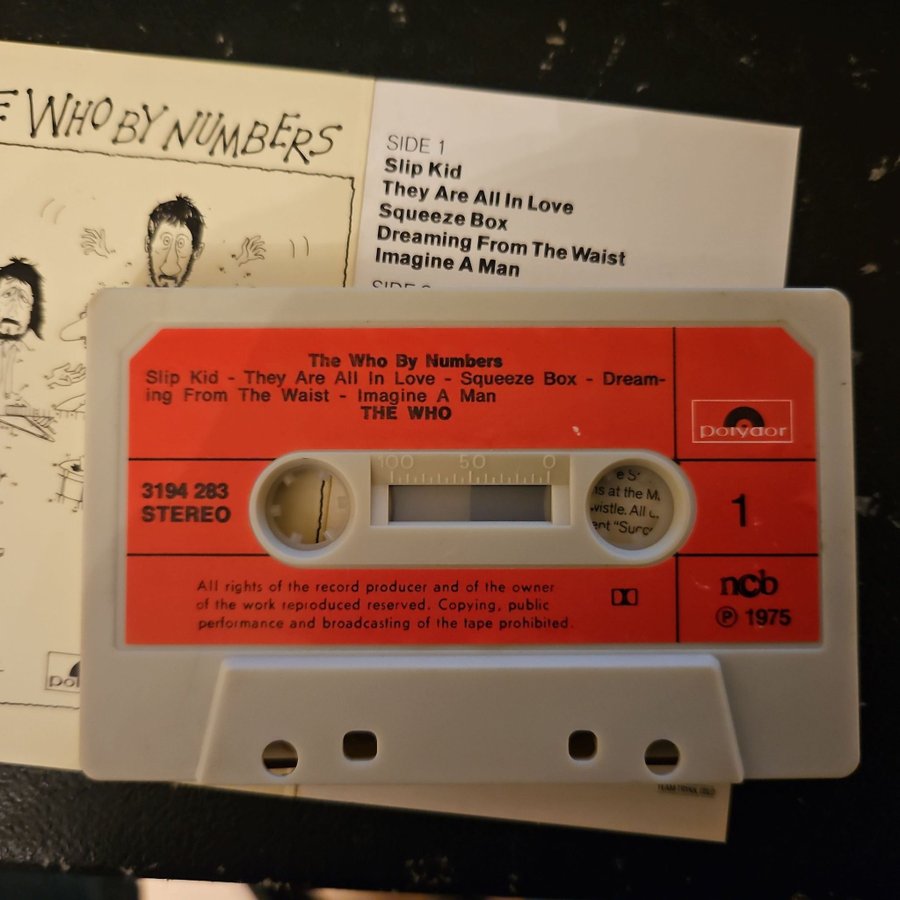 WHO BY NUMBERS
SIDE 1
Slip Kid
They Are All In Love
Squeeze Box
Dreaming From The Waist
Imagine A Man
The Who By Numbers
Slip Kid - They Are All In Love - Squeeze Box - Dream-
ing From The Waist - Imagine A Man
THE WHO
polydor
3194 283
STEREO
100 50 0
at the
All
1
All rights of the record producer and of the owner
of the work reproduced reserved. Copying, public
performance and broadcasting of the tape prohibited.
ncb
Ⓟ 1975